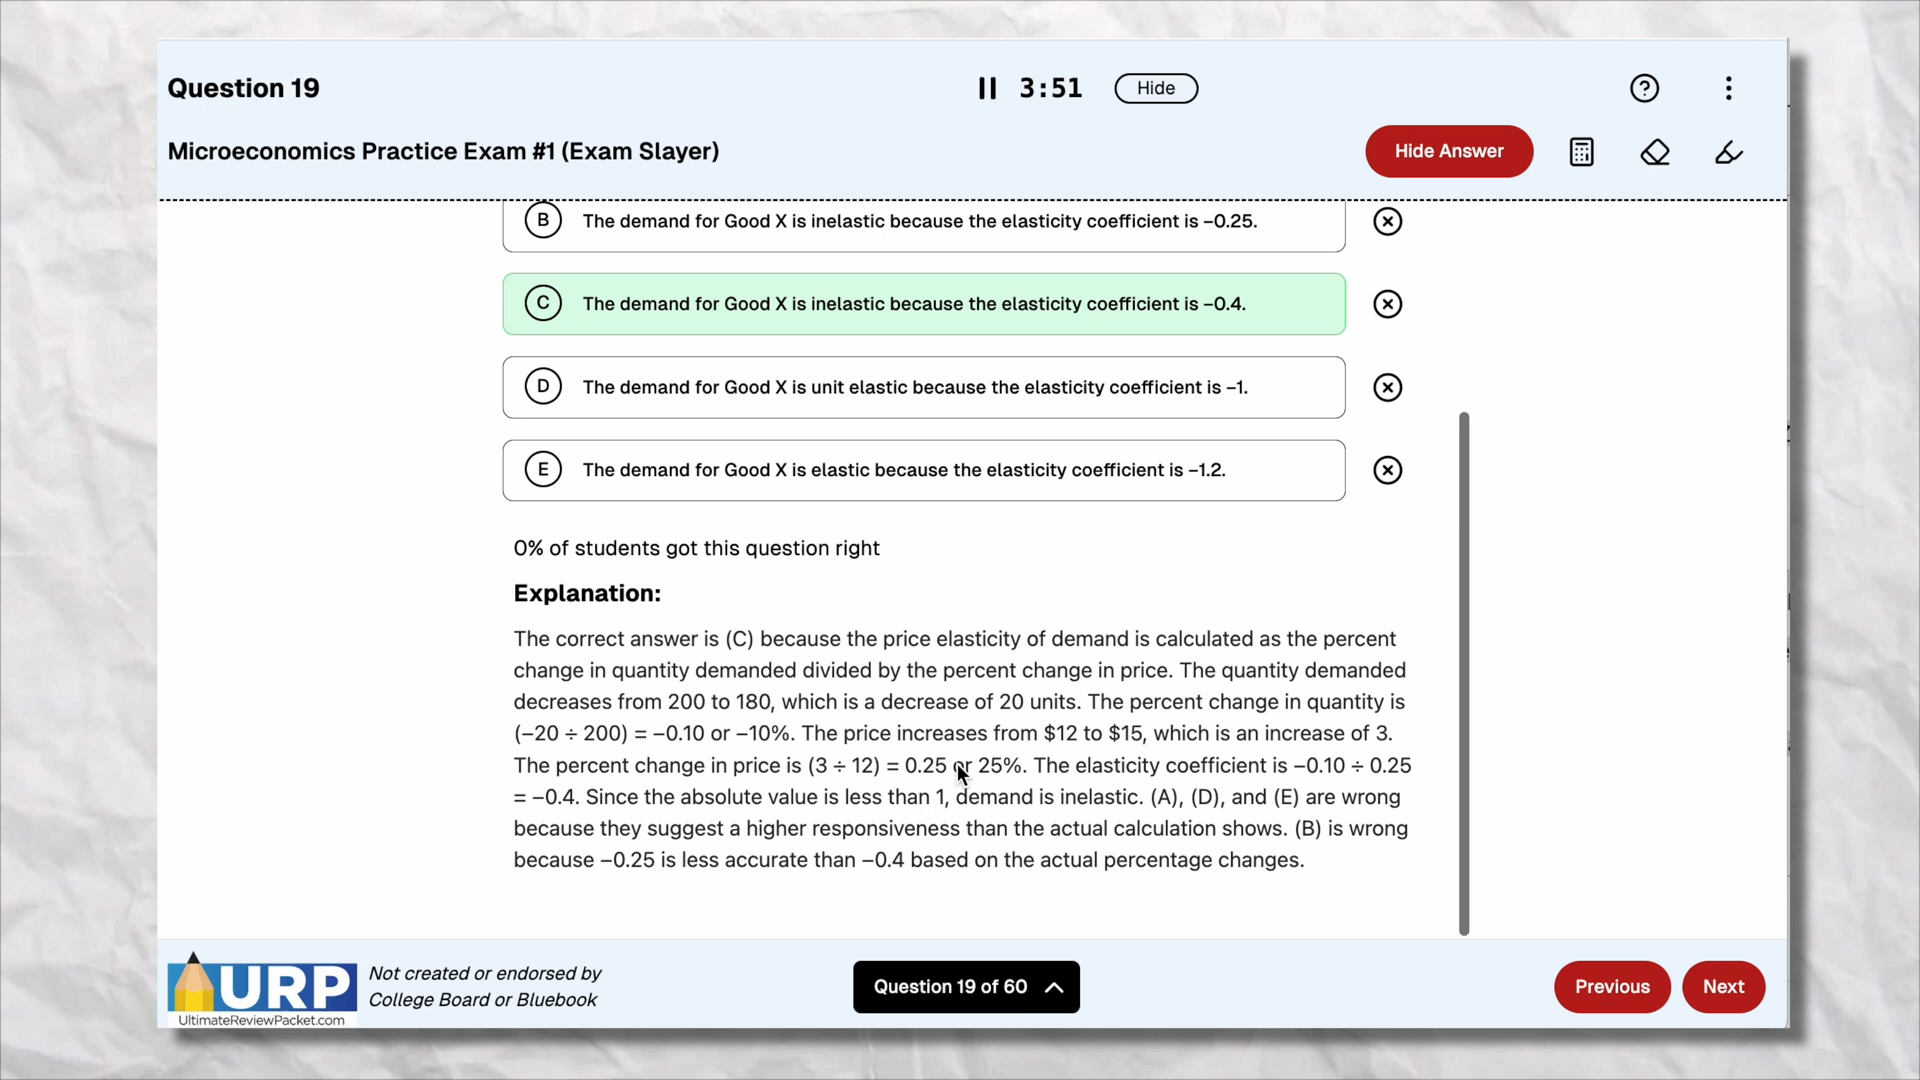 Question 19
3:51
Hide
Microeconomics Practice Exam #1 (Exam Slayer)
Hide Answer
B The demand for Good X is inelastic because the elasticity coefficient is −0.25.
C The demand for Good X is inelastic because the elasticity coefficient is −0.4.
D The demand for Good X is unit elastic because the elasticity coefficient is −1.
E The demand for Good X is elastic because the elasticity coefficient is −1.2.
0% of students got this question right
Explanation:
The correct answer is (C) because the price elasticity of demand is calculated as the percent
change in quantity demanded divided by the percent change in price. The quantity demanded
decreases from 200 to 180, which is a decrease of 20 units. The percent change in quantity is
(−20 ÷ 200) = −0.10 or −10%. The price increases from $12 to $15, which is an increase of 3.
The percent change in price is (3 ÷ 12) = 0.25 or 25%. The elasticity coefficient is −0.10 ÷ 0.25
= −0.4. Since the absolute value is less than 1, demand is inelastic. (A), (D), and (E) are wrong
because they suggest a higher responsiveness than the actual calculation shows. (B) is wrong
because −0.25 is less accurate than −0.4 based on the actual percentage changes.
URP
UltimateReviewPacket.com
Not created or endorsed by
College Board or Bluebook
Question 19 of 60
Previous
Next